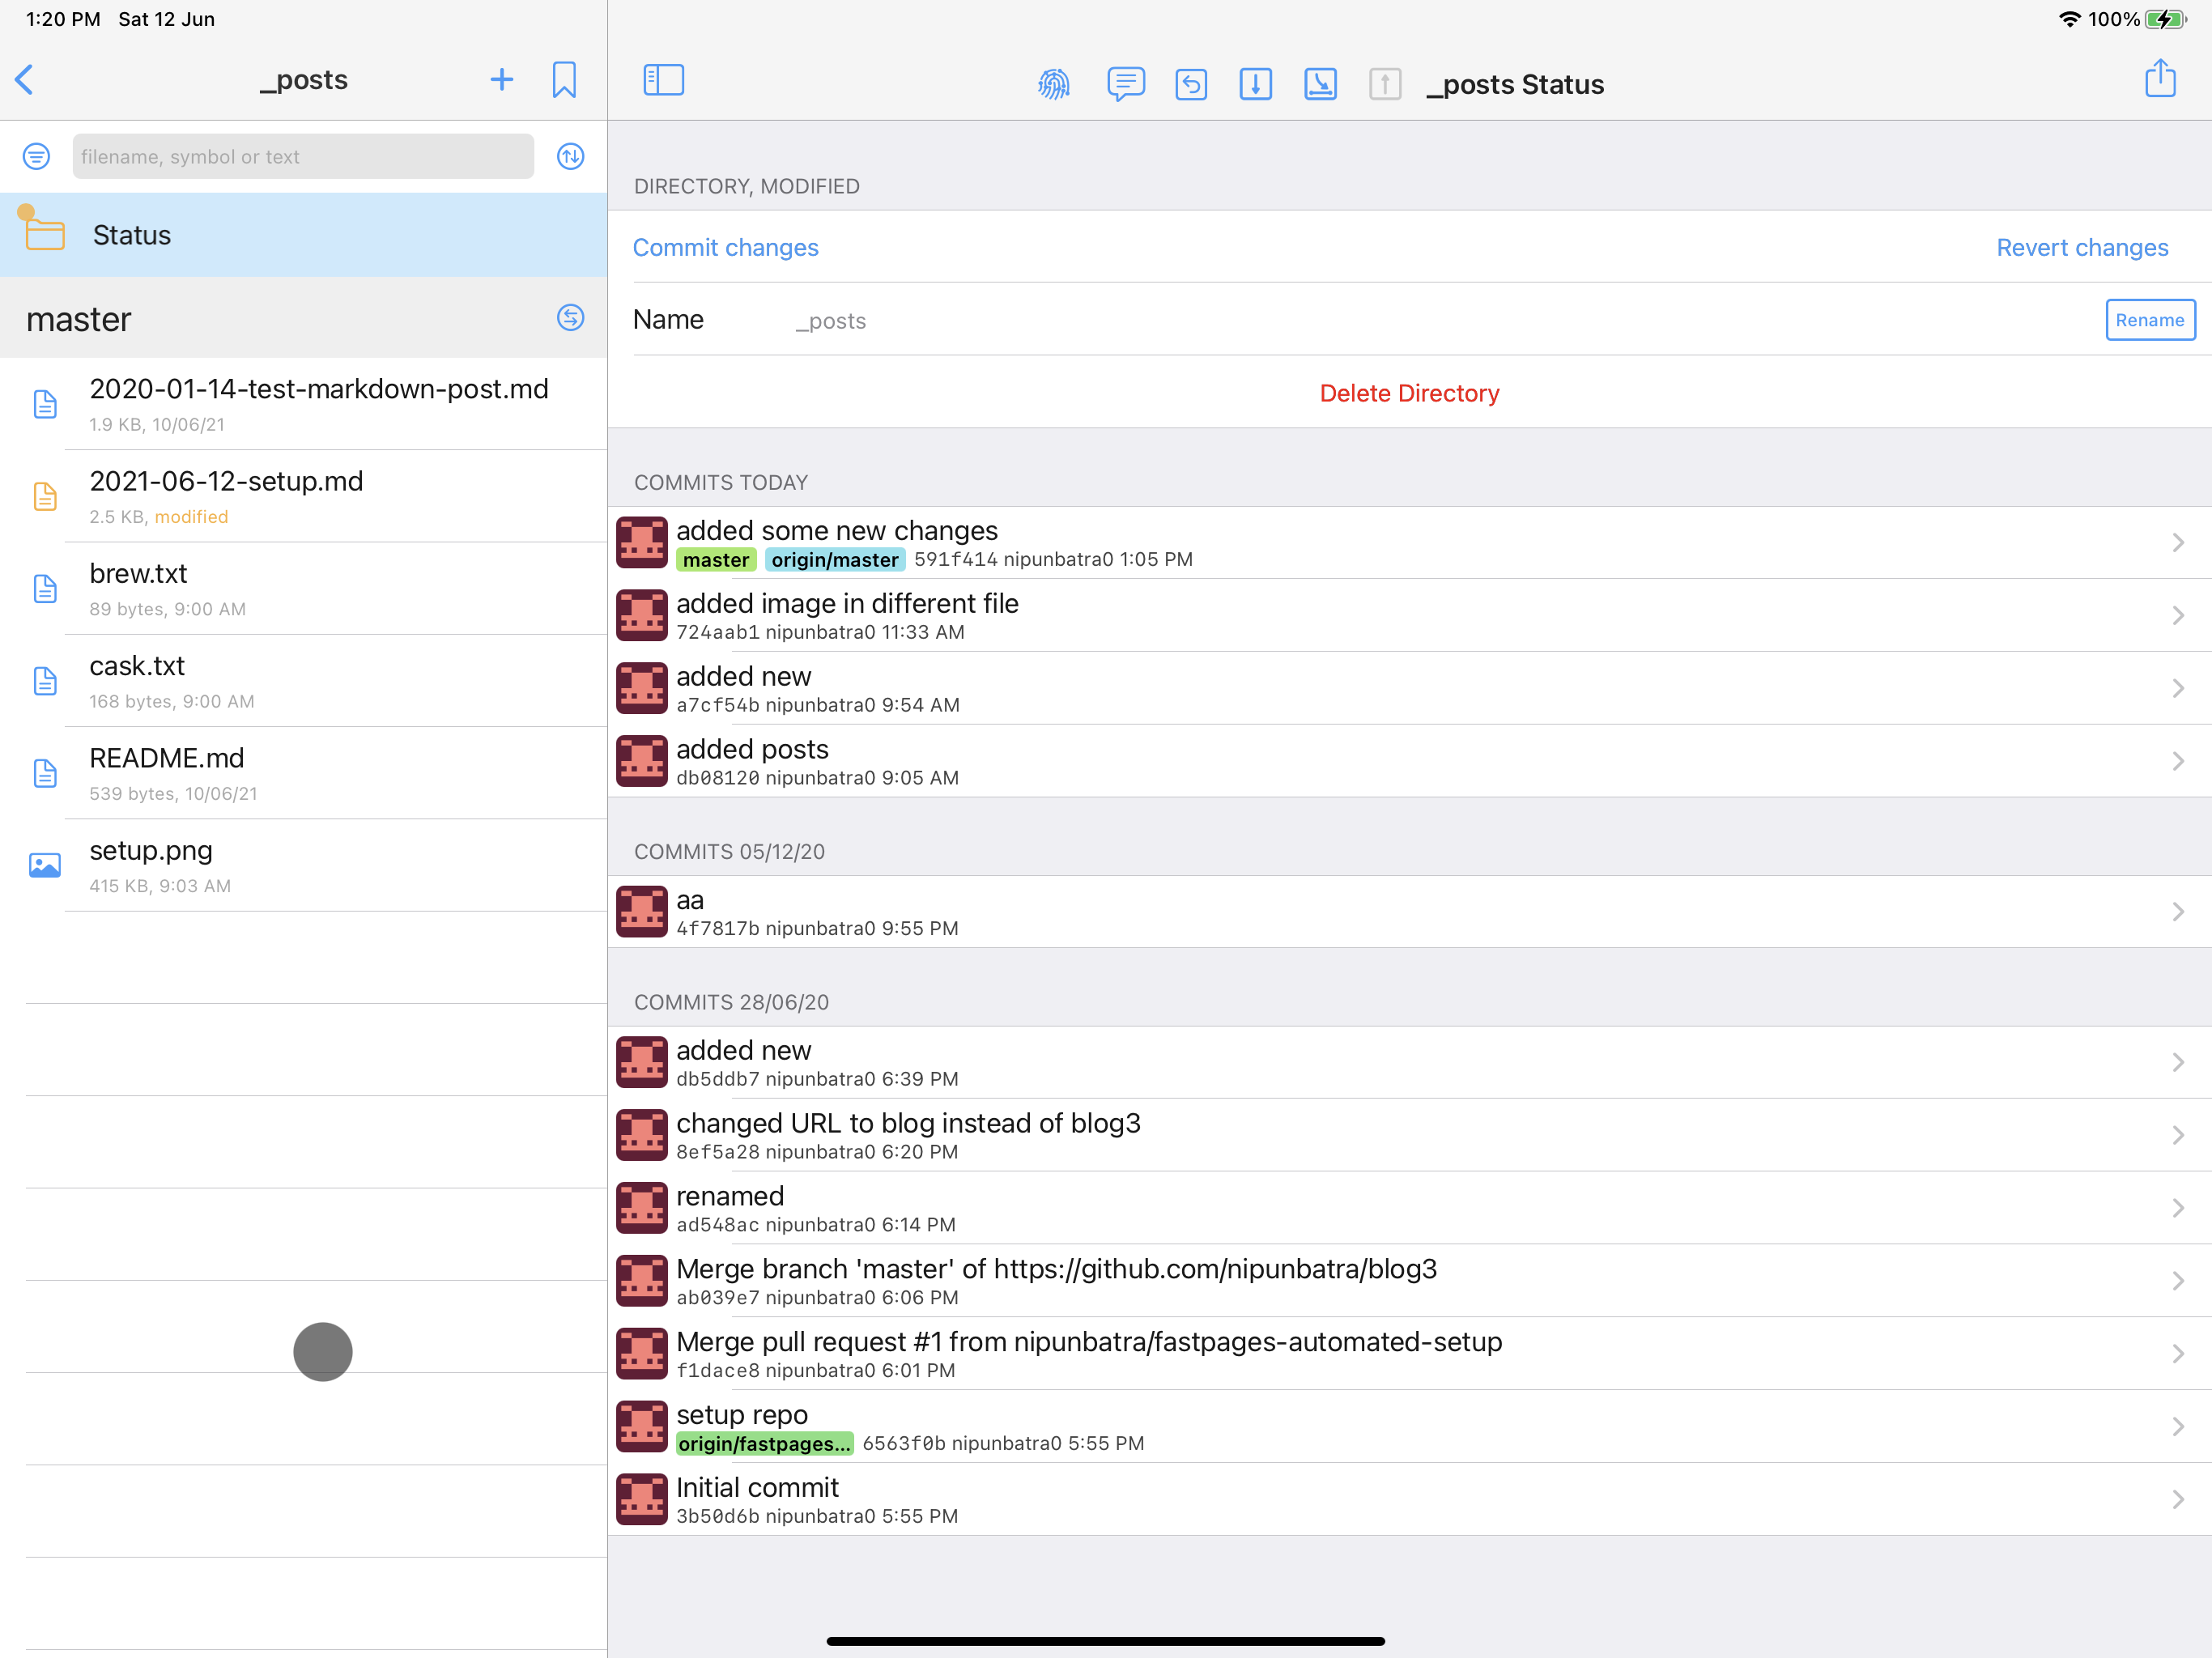 1:20 PM Sat 12 Jun
100%
_posts
_posts Status
filename, symbol or text
Status
master
2020-01-14-test-markdown-post.md
1.9 KB, 10/06/21
2021-06-12-setup.md
2.5 KB, modified
brew.txt
89 bytes, 9:00 AM
cask.txt
168 bytes, 9:00 AM
README.md
539 bytes, 10/06/21
setup.png
415 KB, 9:03 AM
DIRECTORY, MODIFIED
Commit changes
Revert changes
Name _posts
Rename
Delete Directory
COMMITS TODAY
added some new changes
master origin/master 591f414 nipunbatra0 1:05 PM
added image in different file
724aab1 nipunbatra0 11:33 AM
added new
a7cf54b nipunbatra0 9:54 AM
added posts
db08120 nipunbatra0 9:05 AM
COMMITS 05/12/20
aa
4f7817b nipunbatra0 9:55 PM
COMMITS 28/06/20
added new
db5ddb7 nipunbatra0 6:39 PM
changed URL to blog instead of blog3
8ef5a28 nipunbatra0 6:20 PM
renamed
ad548ac nipunbatra0 6:14 PM
Merge branch 'master' of https://github.com/nipunbatra/blog3
ab039e7 nipunbatra0 6:06 PM
Merge pull request #1 from nipunbatra/fastpages-automated-setup
f1dace8 nipunbatra0 6:01 PM
setup repo
origin/fastpages... 6563f0b nipunbatra0 5:55 PM
Initial commit
3b50d6b nipunbatra0 5:55 PM